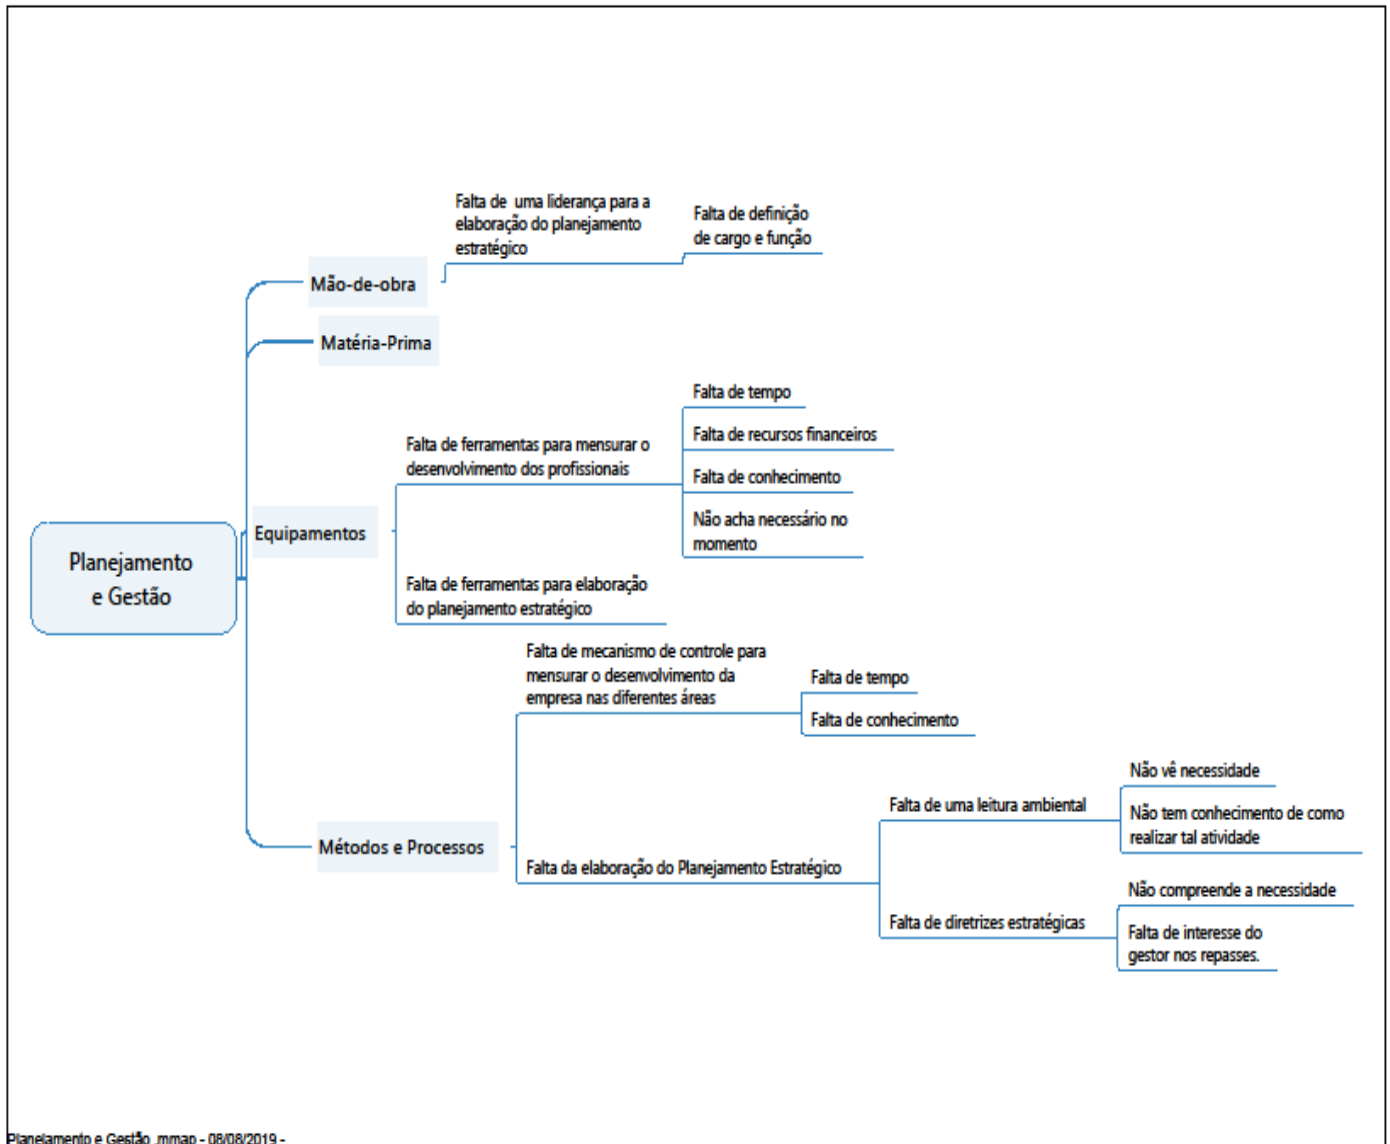 Falta de uma liderança para a
elaboração do planejamento
estratégico
Falta de definição
de cargo e função
Mão-de-obra
Matéria-Prima
Falta de tempo
Falta de recursos financeiros
Falta de ferramentas para mensurar o
desenvolvimento dos profissionais
Falta de conhecimento
Não acha necessário no
momento
Equipamentos
Planejamento
e Gestão
Falta de ferramentas para elaboração
do planejamento estratégico
Falta de mecanismo de controle para
mensurar o desenvolvimento da
empresa nas diferentes áreas
Falta de tempo
Falta de conhecimento
Métodos e Processos
Falta da elaboração do Planejamento Estratégico
Falta de uma leitura ambiental
Não vê necessidade
Não tem conhecimento de como
realizar tal atividade
Falta de diretrizes estratégicas
Não compreende a necessidade
Falta de interesse do
gestor nos repasses.
Planejamento e Gestão .mmap - 08/08/2019 -